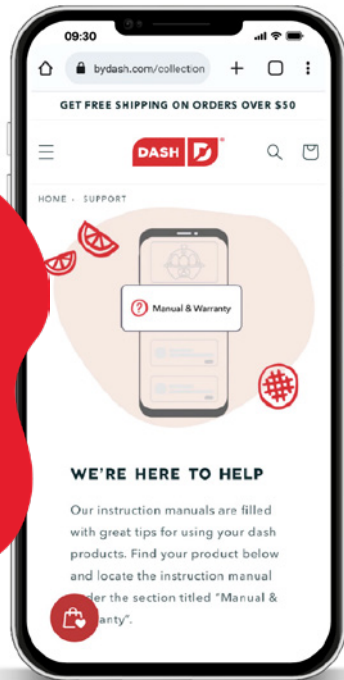 09:30
bydash.com/collection
GET FREE SHIPPING ON ORDERS OVER $50
DASH
HOME › SUPPORT
Manual & Warranty
WE'RE HERE TO HELP
Our instruction manuals are filled
with great tips for using your dash
products. Find your product below
and locate the instruction manual
the section titled "Manual &